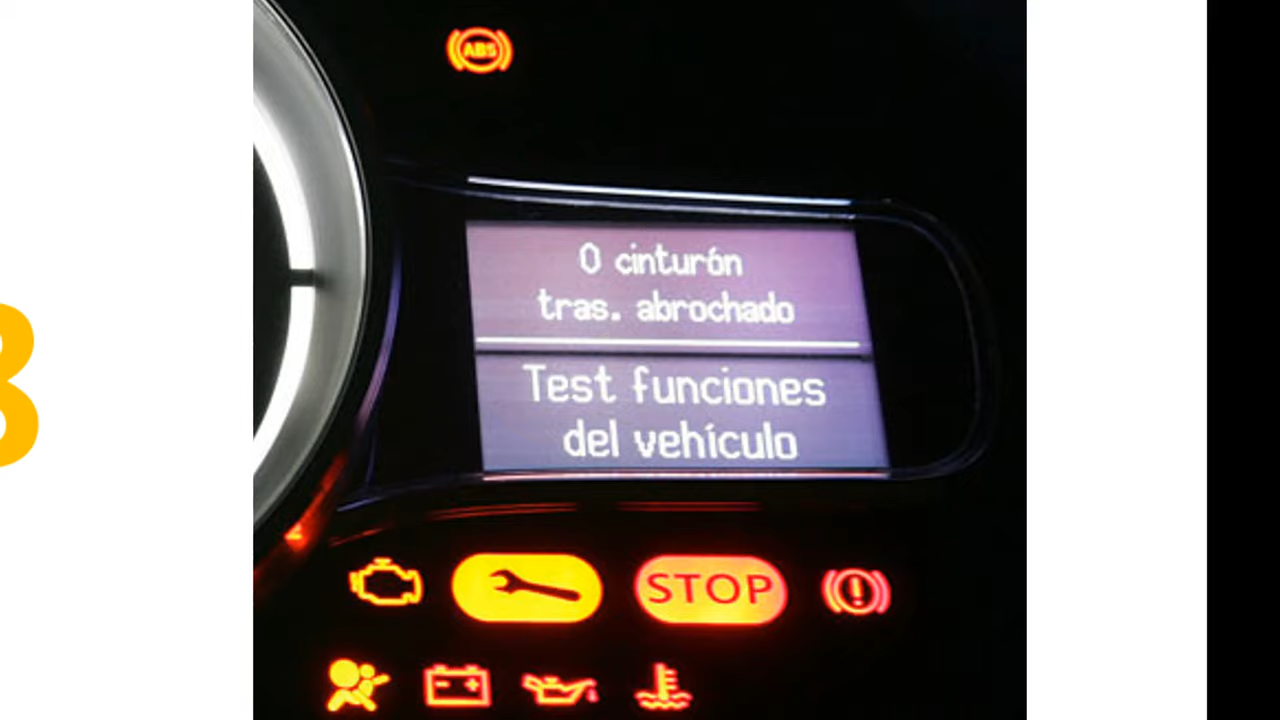 ABS
0 cinturón
tras. abrochado
Test funciones
del vehículo
STOP